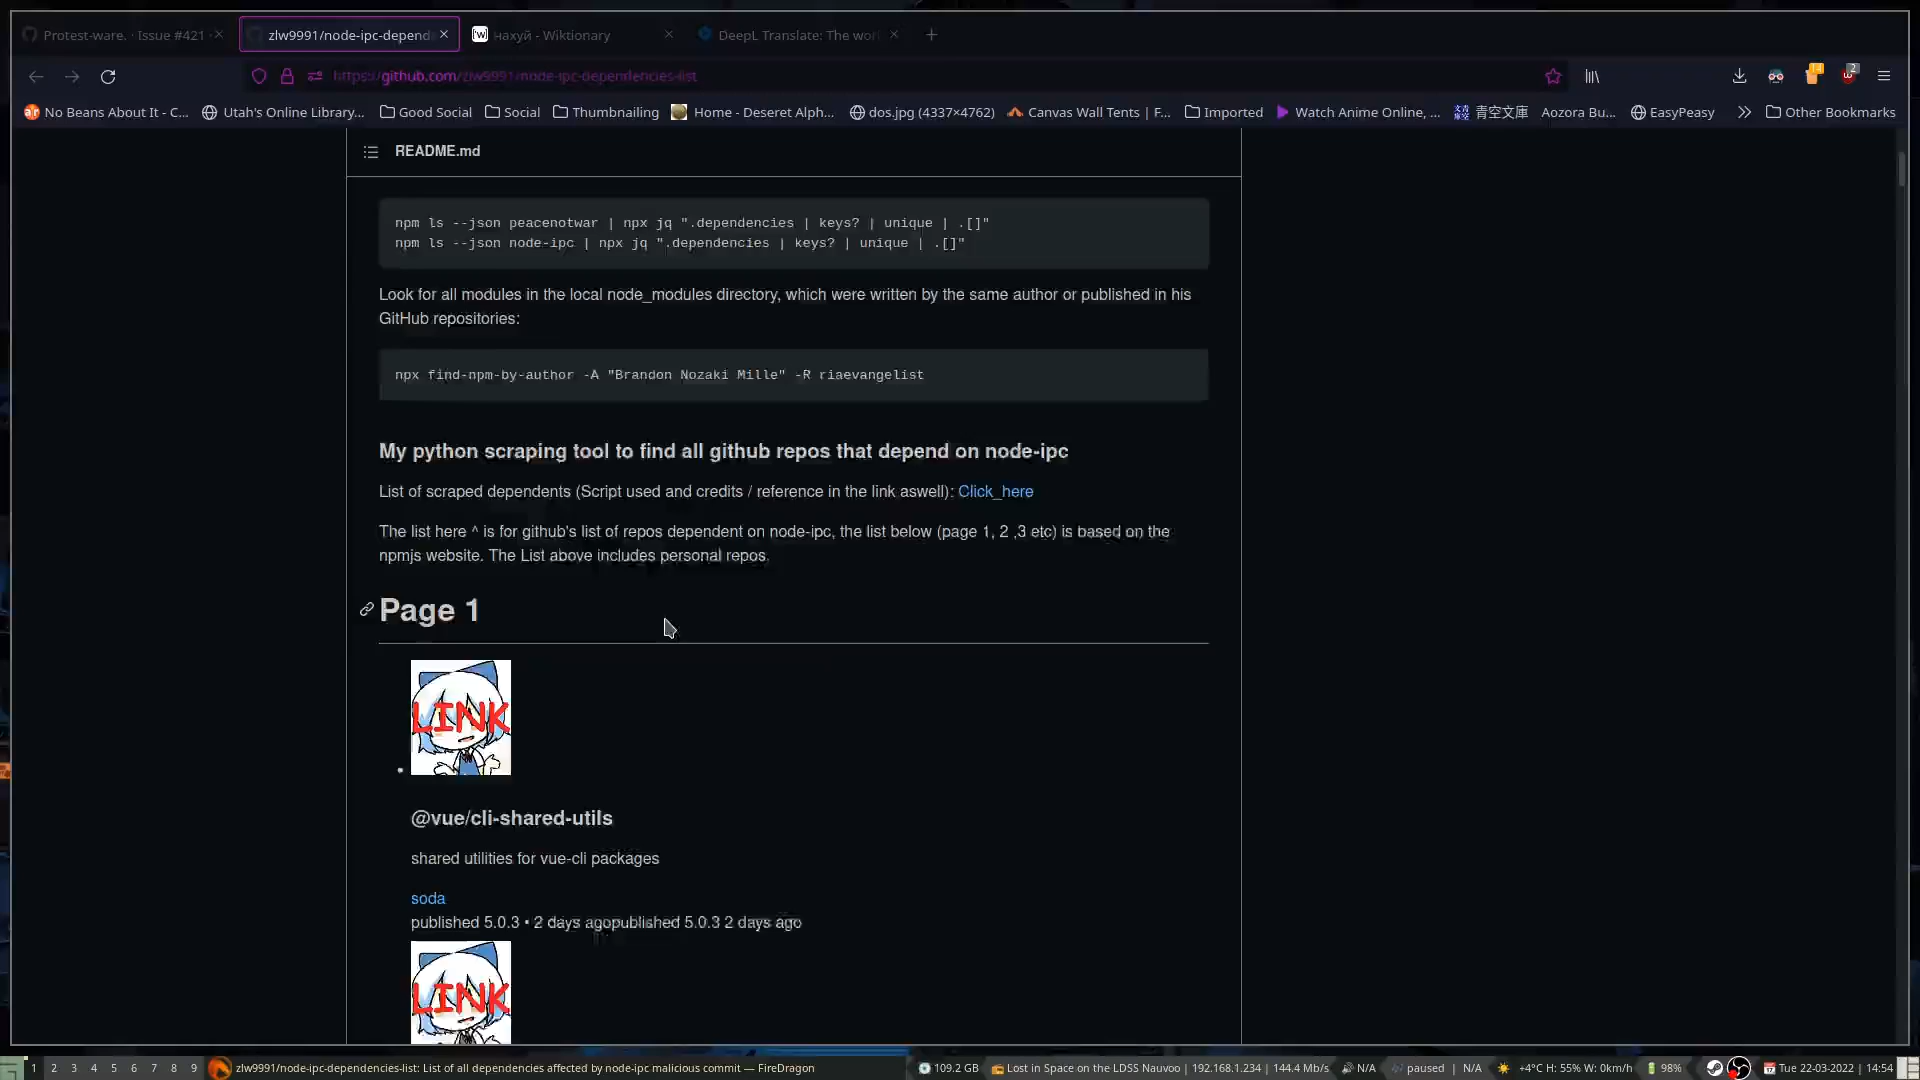 Protest-ware. · Issue #421 ·
zlw9991/node-ipc-depend
нахуй - Wiktionary
DeepL Translate: The wor
https://github.com/zlw9991/node-ipc-dependencies-list
No Beans About It - C...
Utah's Online Library...
Good Social
Social
Thumbnailing
Home - Deseret Alph...
dos.jpg (4337×4762)
Canvas Wall Tents | F...
Imported
Watch Anime Online, ...
青空文庫 Aozora Bu...
EasyPeasy
Other Bookmarks
README.md
npm ls --json peacenotwar | npx jq ".dependencies | keys? | unique | .[]"
npm ls --json node-ipc | npx jq ".dependencies | keys? | unique | .[]"
Look for all modules in the local node_modules directory, which were written by the same author or published in his
GitHub repositories:
npx find-npm-by-author -A "Brandon Nozaki Mille" -R riaevangelist
My python scraping tool to find all github repos that depend on node-ipc
List of scraped dependents (Script used and credits / reference in the link aswell): Click_here
The list here ^ is for github's list of repos dependent on node-ipc, the list below (page 1, 2 ,3 etc) is based on the
npmjs website. The List above includes personal repos.
Page 1
LINK
@vue/cli-shared-utils
shared utilities for vue-cli packages
soda
published 5.0.3 • 2 days agopublished 5.0.3 2 days ago
LINK
1 2 3 4 5 6 7 8 9
zlw9991/node-ipc-dependencies-list: List of all dependencies affected by node-ipc malicious commit — FireDragon
109.2 GB
Lost in Space on the LDSS Nauvoo | 192.168.1.234 | 144.4 Mb/s
N/A
paused | N/A
+4°C H: 55% W: 0km/h
98%
Tue 22-03-2022 | 14:54